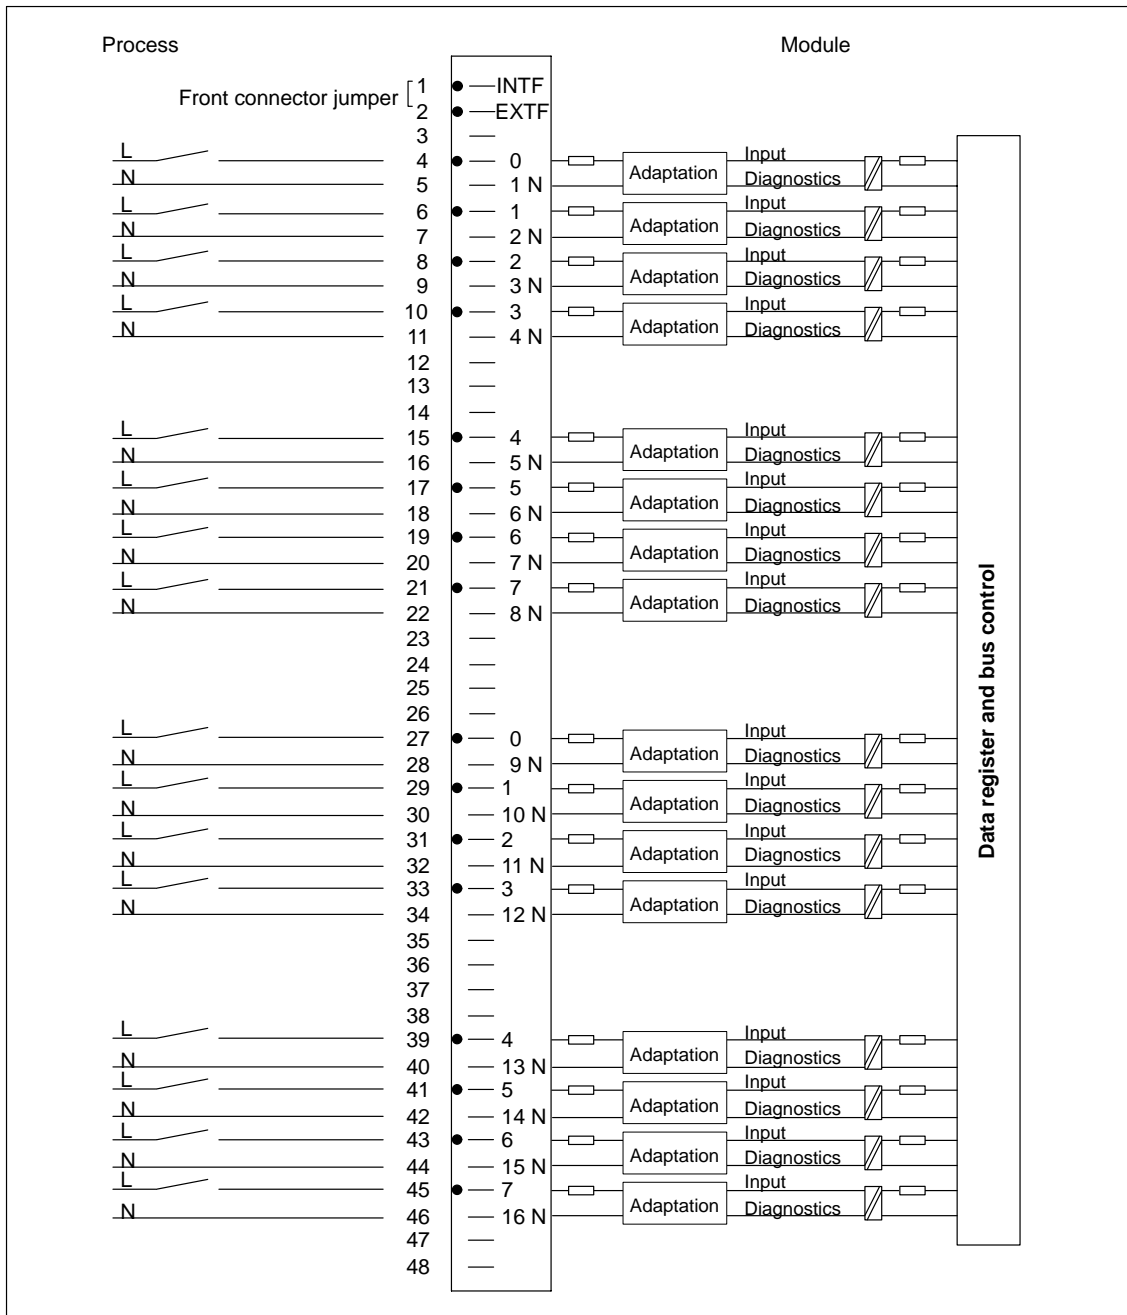 Process Module
Front connector jumper 1 INTF
2 EXTF
3
L 4 0 Adaptation Input
N 5 1 N Diagnostics
L 6 1 Adaptation Input
N 7 2 N Diagnostics
L 8 2 Adaptation Input
N 9 3 N Diagnostics
L 10 3 Adaptation Input
N 11 4 N Diagnostics
12
13
14
L 15 4 Adaptation Input
N 16 5 N Diagnostics
L 17 5 Adaptation Input
N 18 6 N Diagnostics
L 19 6 Adaptation Input
N 20 7 N Diagnostics
L 21 7 Adaptation Input
N 22 8 N Diagnostics
23
24
25
26
L 27 0 Adaptation Input
N 28 9 N Diagnostics
L 29 1 Adaptation Input
N 30 10 N Diagnostics
L 31 2 Adaptation Input
N 32 11 N Diagnostics
L 33 3 Adaptation Input
N 34 12 N Diagnostics
35
36
37
38
L 39 4 Adaptation Input
N 40 13 N Diagnostics
L 41 5 Adaptation Input
N 42 14 N Diagnostics
L 43 6 Adaptation Input
N 44 15 N Diagnostics
L 45 7 Adaptation Input
N 46 16 N Diagnostics
47
48
Data register and bus control